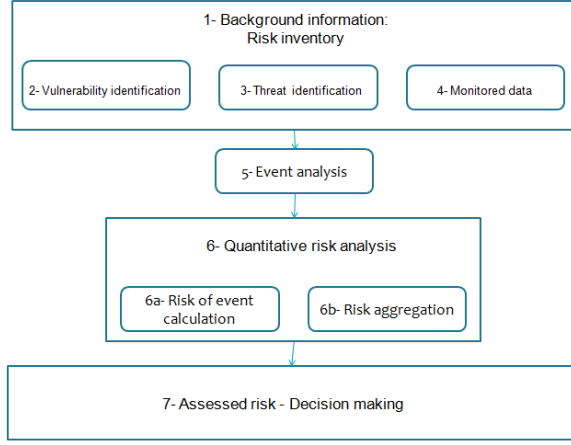 1- Background information:
Risk inventory
2- Vulnerability identification
3- Threat identification
4- Monitored data
5- Event analysis
6- Quantitative risk analysis
6a- Risk of event
calculation
6b- Risk aggregation
7- Assessed risk - Decision making